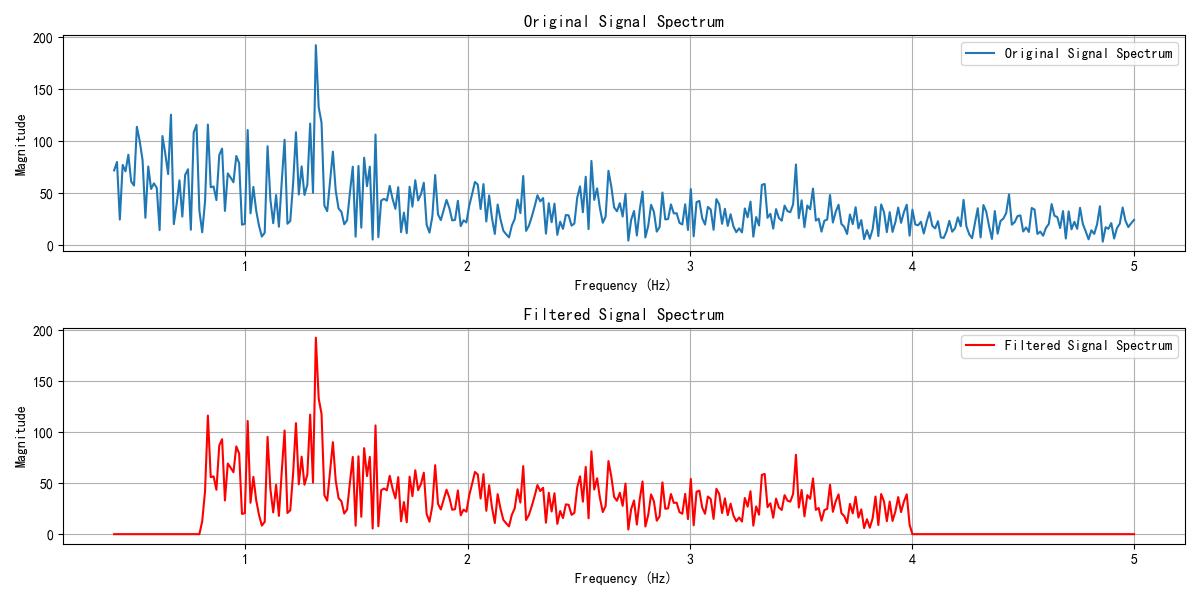 Original Signal Spectrum
Original Signal Spectrum
200
150
100
50
0
Magnitude
1
2
3
4
5
Frequency (Hz)
Filtered Signal Spectrum
Filtered Signal Spectrum
200
150
100
50
0
Magnitude
1
2
3
4
5
Frequency (Hz)